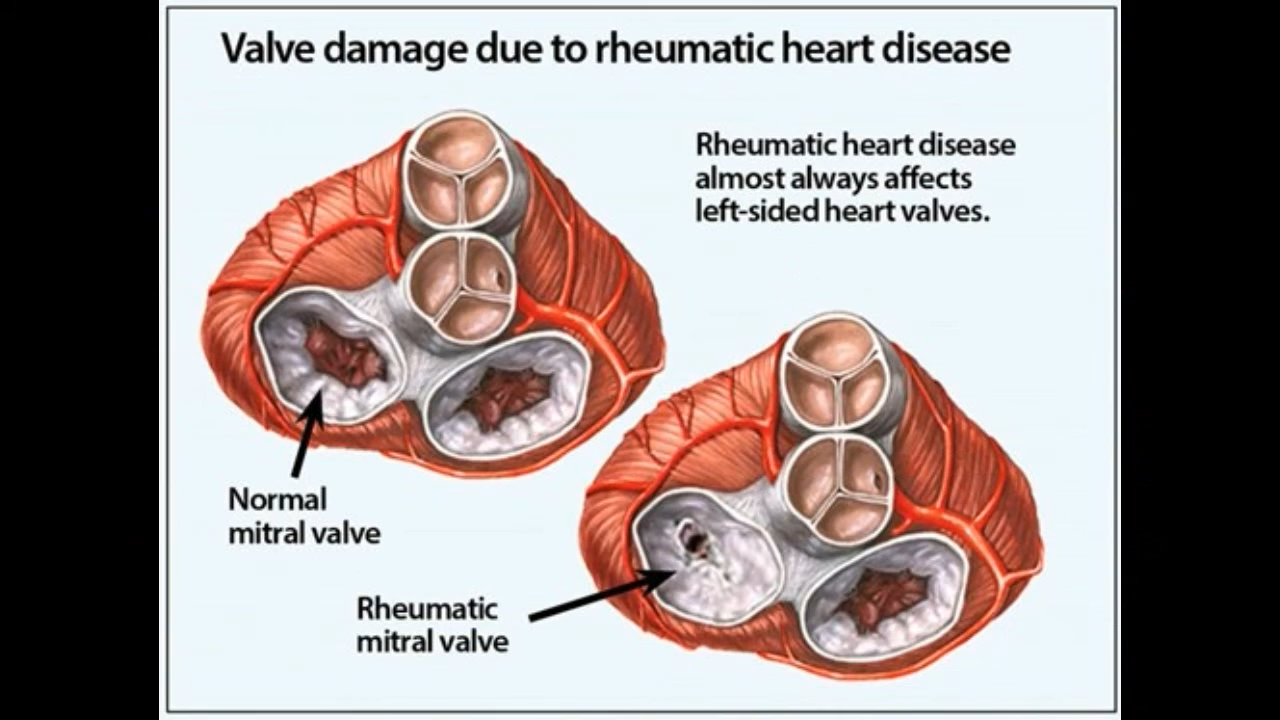 Valve damage due to rheumatic heart disease
Rheumatic heart disease
almost always affects
left-sided heart valves.
Normal
mitral valve
Rheumatic
mitral valve